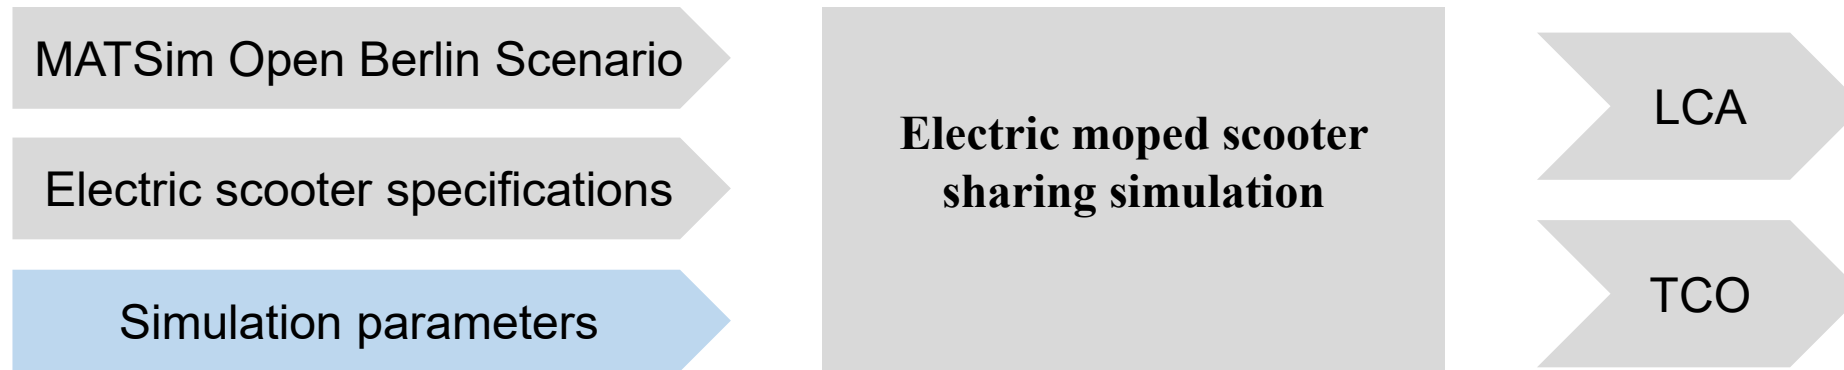 MATSim Open Berlin Scenario
Electric scooter specifications
Simulation parameters
Electric moped scooter
sharing simulation
LCA
TCO